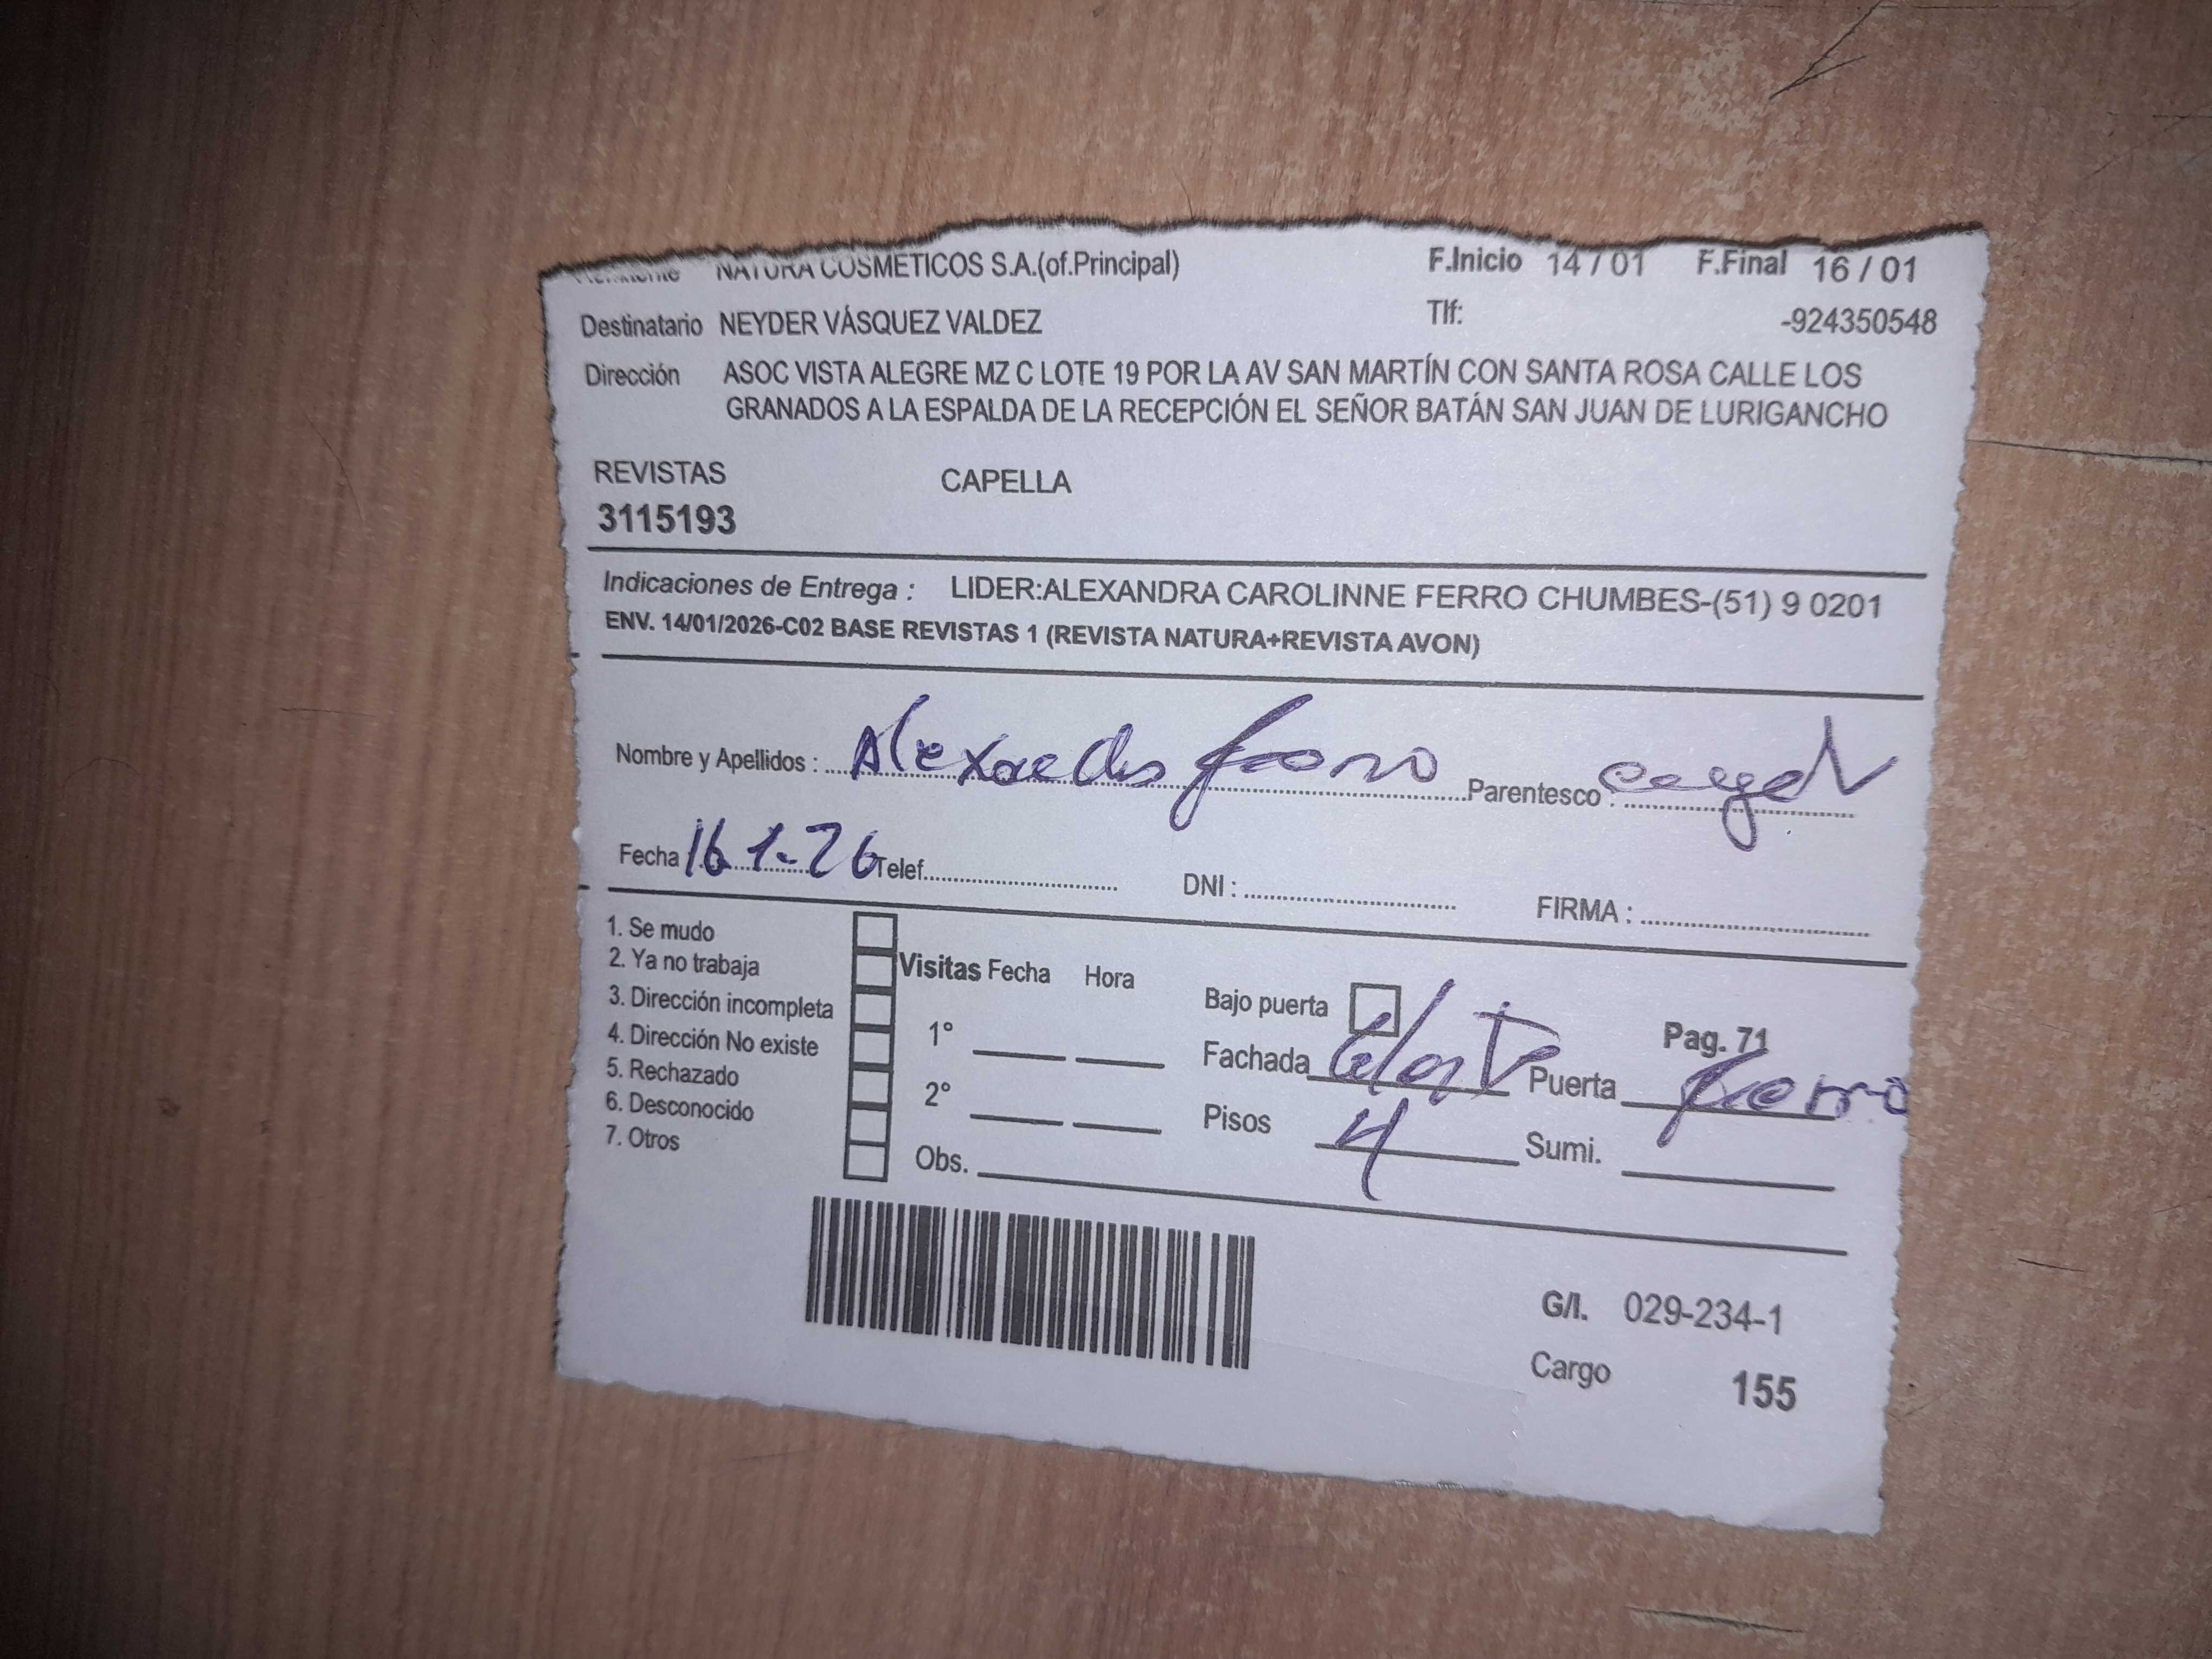 NATURA COSMETICOS S.A.(of.Principal) F.Inicio 14 / 01 F.Final 16 / 01
Destinatario NEYDER VÁSQUEZ VALDEZ Tlf: -924350548
Dirección ASOC VISTA ALEGRE MZ C LOTE 19 POR LA AV SAN MARTÍN CON SANTA ROSA CALLE LOS
GRANADOS A LA ESPALDA DE LA RECEPCIÓN EL SEÑOR BATÁN SAN JUAN DE LURIGANCHO
REVISTAS CAPELLA
3115193
Indicaciones de Entrega : LIDER:ALEXANDRA CAROLINNE FERRO CHUMBES-(51) 9 0201
ENV. 14/01/2026-C02 BASE REVISTAS 1 (REVISTA NATURA+REVISTA AVON)
Nombre y Apellidos : Parentesco :
Fecha 16 1-26 Telef. DNI : FIRMA :
1. Se mudo
2. Ya no trabaja
3. Dirección incompleta
4. Dirección No existe
5. Rechazado
6. Desconocido
7. Otros
Visitas Fecha Hora
1°
2°
Obs.
Bajo puerta Pag. 71
Fachada Puerta Fierro
Pisos 4 Sumi.
G/I. 029-234-1
Cargo 155